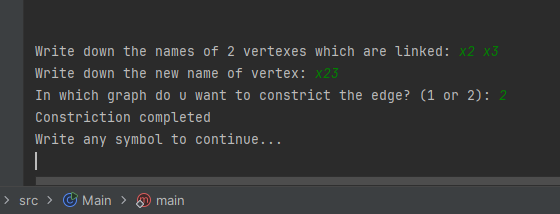 Write down the names of 2 vertexes which are linked: x2 x3
Write down the new name of vertex: x23
In which graph do u want to constrict the edge? (1 or 2): 2
Constriction completed
Write any symbol to continue...
src > Main > main